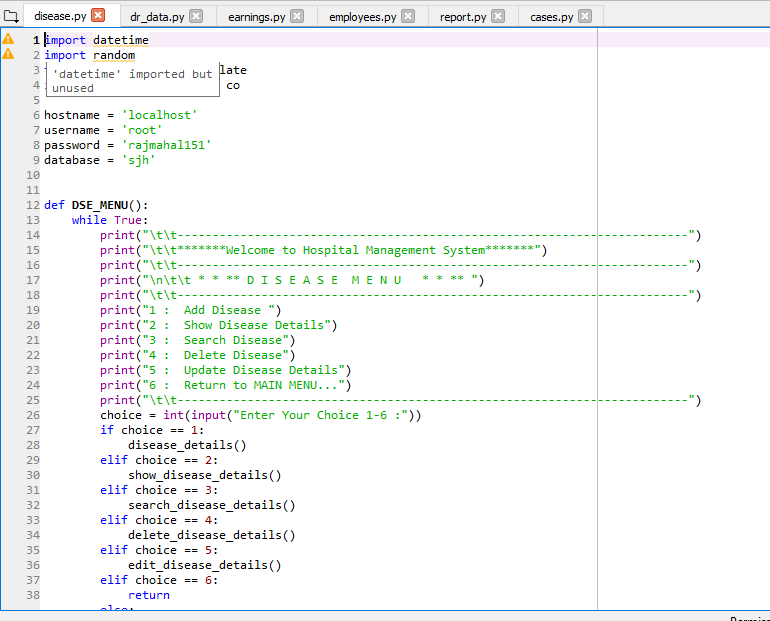 disease.py dr_data.py earnings.py employees.py report.py cases.py
1 import datetime
2 import random
3 late
4 co
'datetime' imported but
unused
5
6 hostname = 'localhost'
7 username = 'root'
8 password = 'rajmahal151'
9 database = 'sjh'
10
11
12 def DSE_MENU():
13 while True:
14 print("\t\t-------------------------------------------------------------------------")
15 print("\t\t*******Welcome to Hospital Management System*******")
16 print("\t\t-------------------------------------------------------------------------")
17 print("\n\t\t * * ** D I S E A S E  M E N U   * * ** ")
18 print("\t\t-------------------------------------------------------------------------")
19 print("1 :  Add Disease ")
20 print("2 :  Show Disease Details")
21 print("3 :  Search Disease")
22 print("4 :  Delete Disease")
23 print("5 :  Update Disease Details")
24 print("6 :  Return to MAIN MENU...")
25 print("\t\t-------------------------------------------------------------------------")
26 choice = int(input("Enter Your Choice 1-6 :"))
27 if choice == 1:
28 disease_details()
29 elif choice == 2:
30 show_disease_details()
31 elif choice == 3:
32 search_disease_details()
33 elif choice == 4:
34 delete_disease_details()
35 elif choice == 5:
36 edit_disease_details()
37 elif choice == 6:
38 return
else: